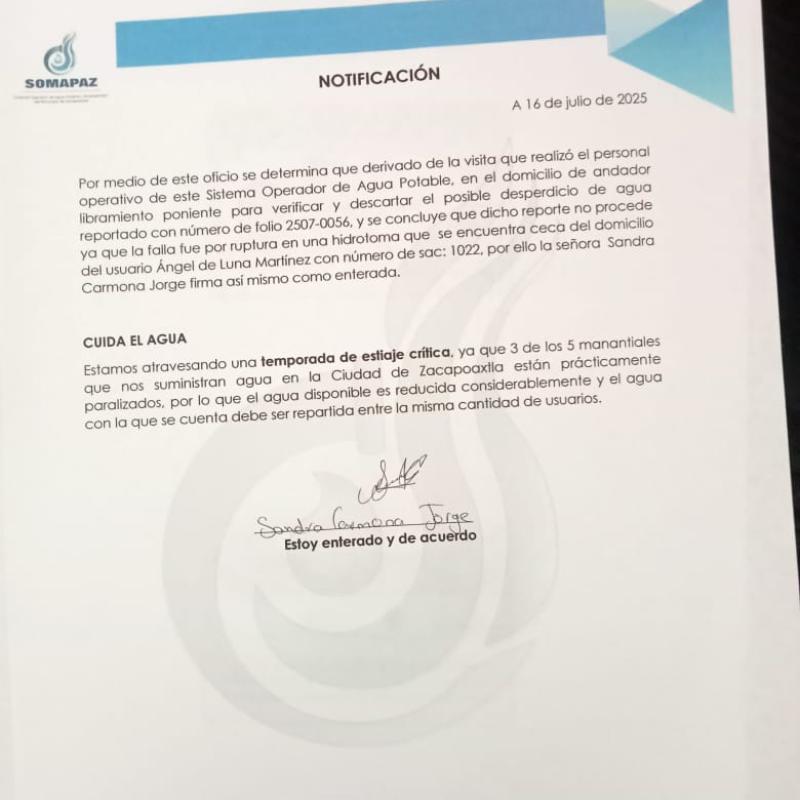 SOMAPAZ
NOTIFICACIÓN
A 16 de julio de 2025
Por medio de este oficio se determina que derivado de la visita que realizó el personal
operativo de este Sistema Operador de Agua Potable, en el domicilio de andador
libramiento poniente para verificar y descartar el posible desperdicio de agua
reportado con número de folio 2507-0056, y se concluye que dicho reporte no procede
ya que la falla fue por ruptura en una hidrotoma que se encuentra ceca del domicilio
del usuario Ángel de Luna Martínez con número de sac: 1022, por ello la señora Sandra
Carmona Jorge firma así mismo como enterada.
CUIDA EL AGUA
Estamos atravesando una temporada de estiaje crítica, ya que 3 de los 5 manantiales
que nos suministran agua en la Ciudad de Zacapoaxtla están prácticamente
paralizados, por lo que el agua disponible es reducida considerablemente y el agua
con la que se cuenta debe ser repartida entre la misma cantidad de usuarios.
Sandra Carmona Jorge
Estoy enterado y de acuerdo